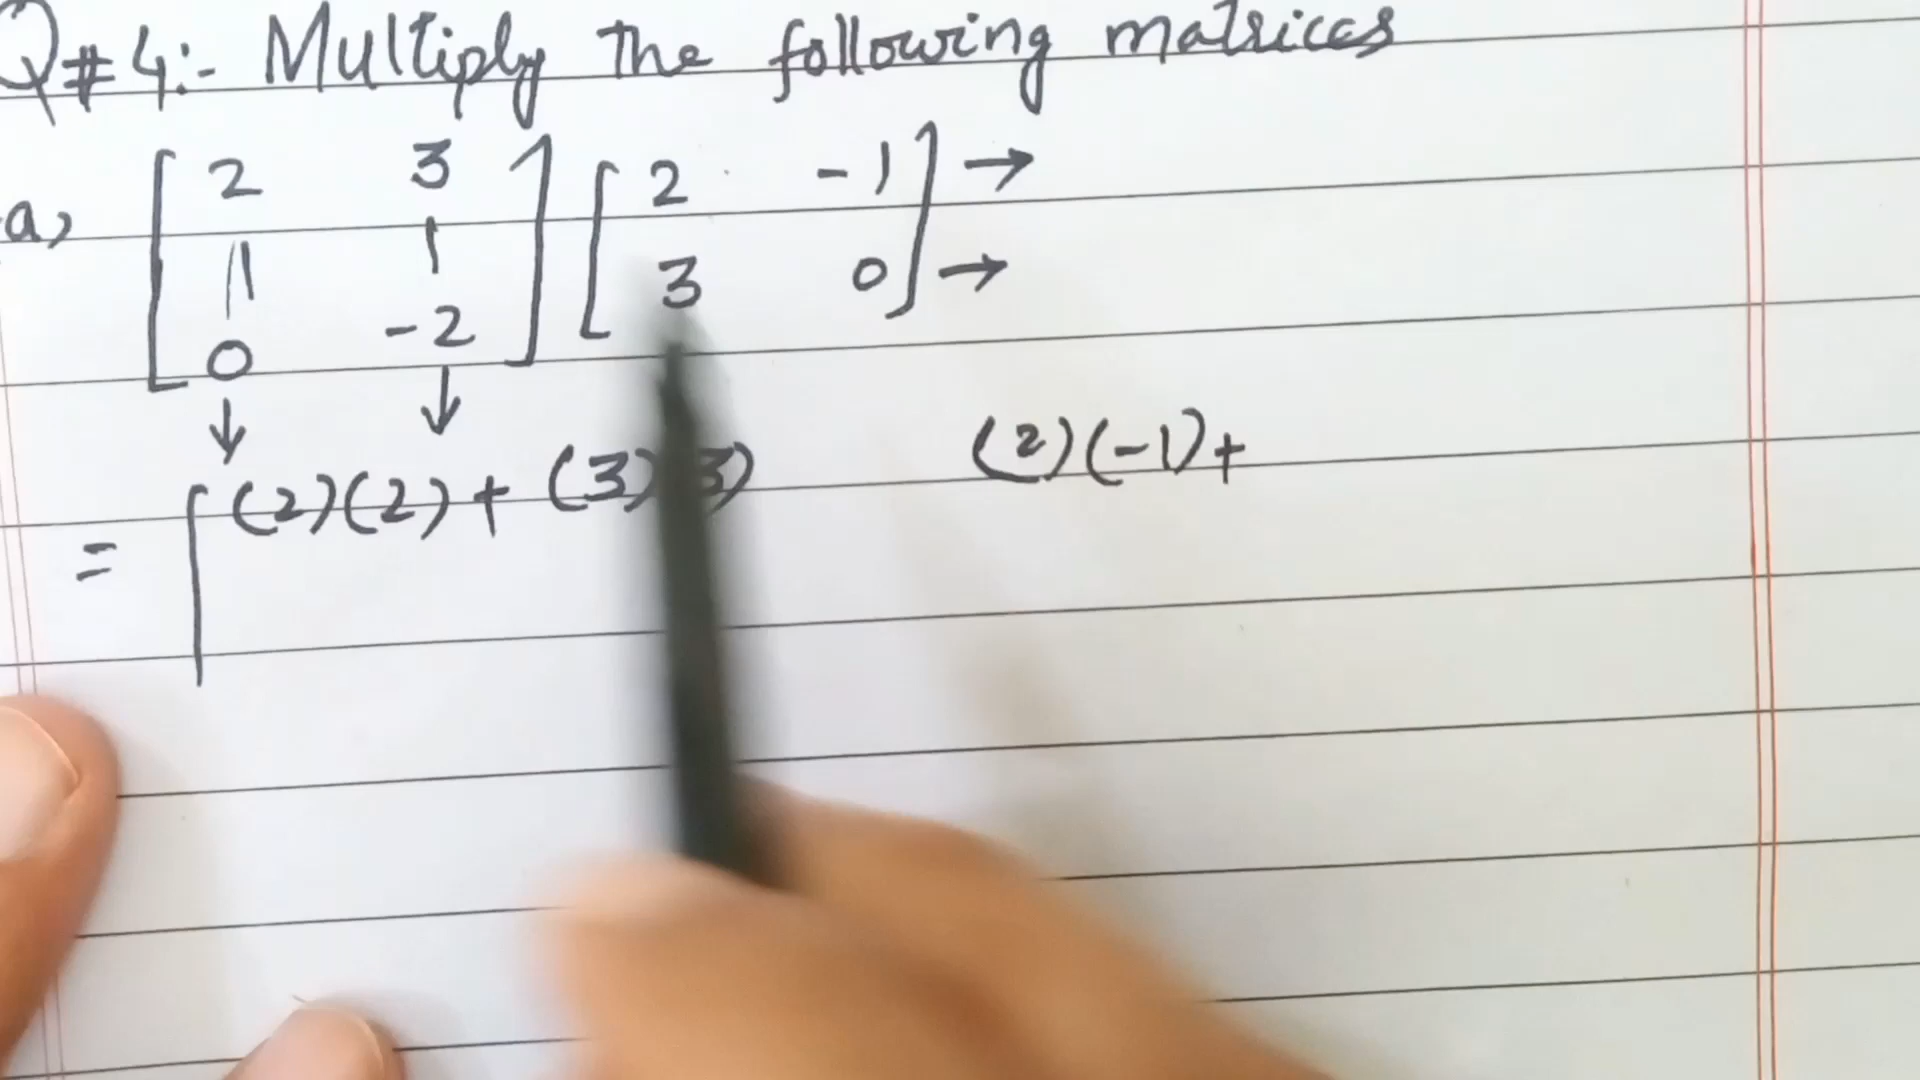 Q#4:- Multiply the following matrices
a) [ 2 3 ] [ 2 -1 ] →
11 1 3 0 →
0 -2
↓ ↓
= [ (2)(2) + (3) 3) (2)(-1)+